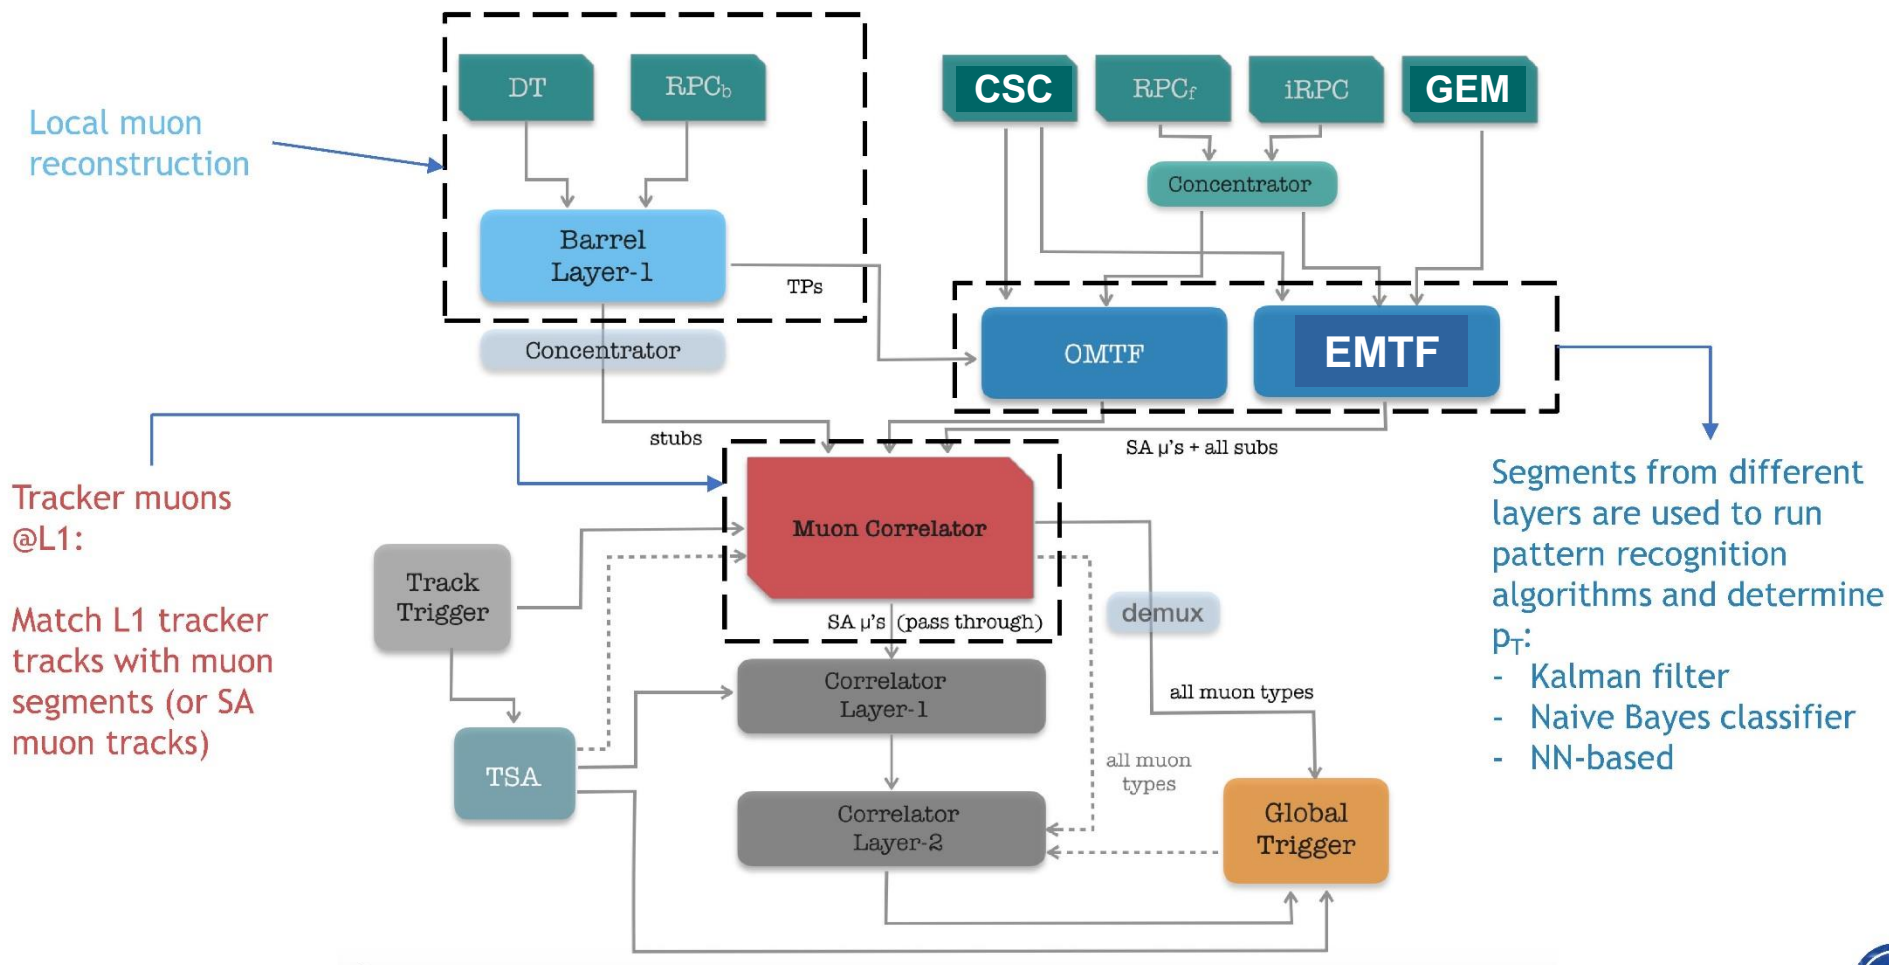 DT
RPCb
CSC
RPCf
iRPC
GEM
Local muon
reconstruction
Concentrator
Barrel
Layer-1
TPs
Concentrator
OMTF
EMTF
stubs
SA μ's + all subs
Tracker muons
@L1:
Match L1 tracker
tracks with muon
segments (or SA
muon tracks)
Muon Correlator
Track
Trigger
SA μ's (pass through)
demux
Segments from different
layers are used to run
pattern recognition
algorithms and determine
pT:
- Kalman filter
- Naive Bayes classifier
- NN-based
Correlator
Layer-1
all muon types
TSA
all muon
types
Correlator
Layer-2
Global
Trigger